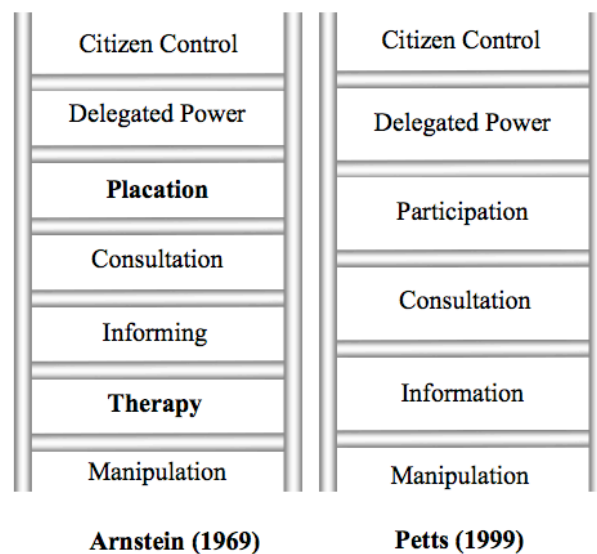 Citizen Control
Delegated Power
Placation
Consultation
Informing
Therapy
Manipulation
Arnstein (1969)
Citizen Control
Delegated Power
Participation
Consultation
Information
Manipulation
Petts (1999)